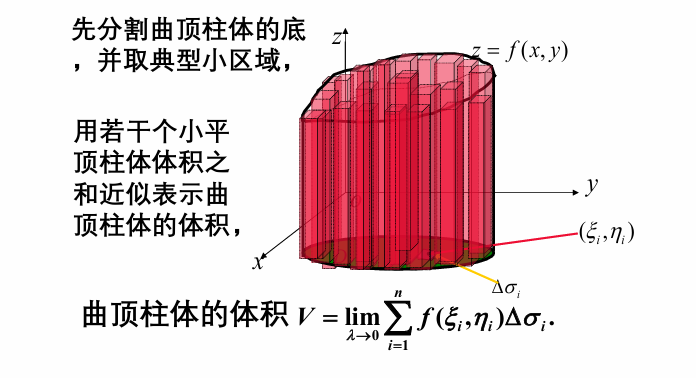 先分割曲顶柱体的底
，并取典型小区域，
z
z = f(x, y)
用若干个小平
顶柱体体积之
和近似表示曲
顶柱体的体积，
o
y
(ξᵢ, ηᵢ)
x
Δσᵢ
曲顶柱体的体积 V = lim_{λ→0} ∑_{i=1}^{n} f(ξᵢ, ηᵢ)Δσᵢ.